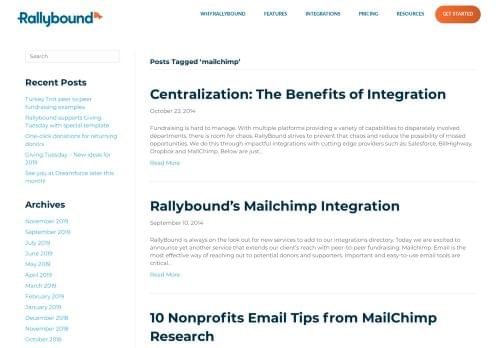 Rallybound
WHY RALLYBOUND
FEATURES
INTEGRATIONS
PRICING
RESOURCES
GET STARTED
Search
Recent Posts
Turkey Trot peer to peer
fundraising examples
Rallybound supports Giving
Tuesday with special template
One-click donations for returning
donors
Giving Tuesday – New ideas for
2019
See you at Dreamforce later this
month!
Archives
November 2019
September 2019
July 2019
June 2019
May 2019
April 2019
March 2019
February 2019
January 2019
December 2018
November 2018
October 2018
Posts Tagged ‘mailchimp’
Centralization: The Benefits of Integration
October 23, 2014
Fundraising is hard to manage. With multiple platforms providing a variety of capabilities to disparately involved
departments, there is room for chaos. RallyBound strives to prevent that chaos and reduce the possibility of missed
opportunities. We do this through impactful integrations with cutting edge providers such as: Salesforce, BillHighway,
Dropbox and MailChimp. Below are just...
Read More
Rallybound’s Mailchimp Integration
September 10, 2014
RallyBound is always on the look out for new services to add to our integrations directory. Today we are excited to
announce yet another service that extends our client’s reach with peer-to-peer fundraising, Mailchimp. Email is the
most effective way of reaching out to potential donors and supporters. Important and easy-to-use email tools are
critical...
Read More
10 Nonprofits Email Tips from MailChimp
Research